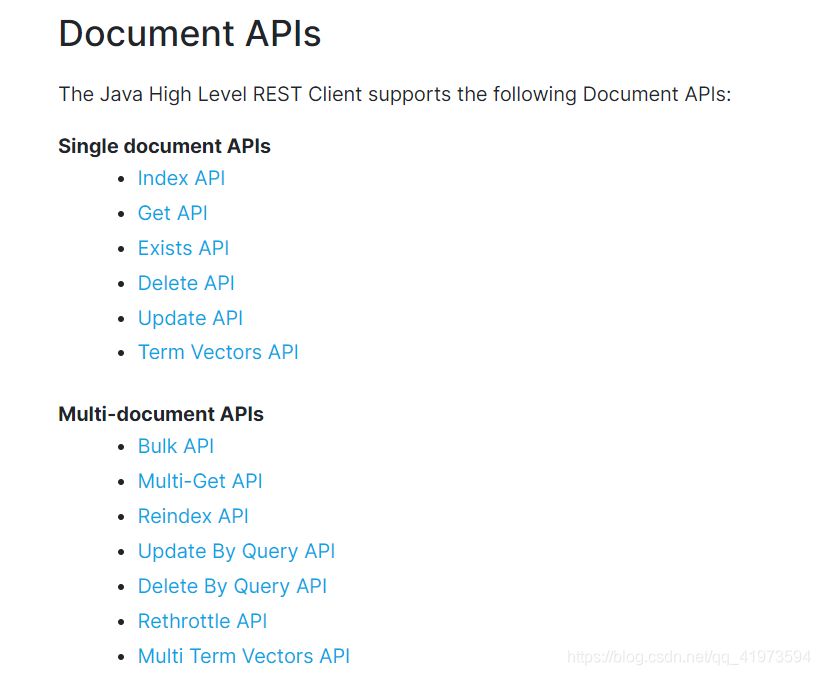 Document APIs
The Java High Level REST Client supports the following Document APIs:
Single document APIs
• Index API
• Get API
• Exists API
• Delete API
• Update API
• Term Vectors API
Multi-document APIs
• Bulk API
• Multi-Get API
• Reindex API
• Update By Query API
• Delete By Query API
• Rethrottle API
• Multi Term Vectors API
https://blog.csdn.net/qq_41973594